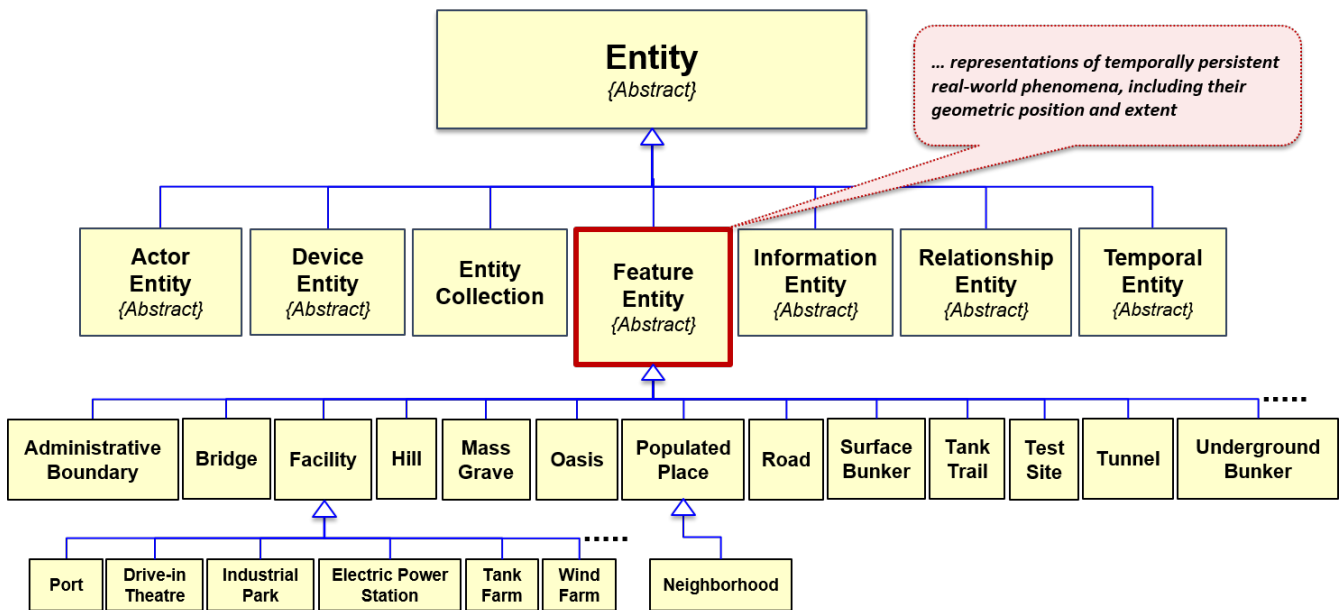 Entity
{Abstract}
... representations of temporally persistent
real-world phenomena, including their
geometric position and extent
Actor
Entity
{Abstract}
Device
Entity
{Abstract}
Entity
Collection
Feature
Entity
{Abstract}
Information
Entity
{Abstract}
Relationship
Entity
{Abstract}
Temporal
Entity
{Abstract}
Administrative
Boundary
Bridge
Facility
Hill
Mass
Grave
Oasis
Populated
Place
Road
Surface
Bunker
Tank
Trail
Test
Site
Tunnel
Underground
Bunker
.....
Port
Drive-in
Theatre
Industrial
Park
Electric Power
Station
Tank
Farm
Wind
Farm
.....
Neighborhood